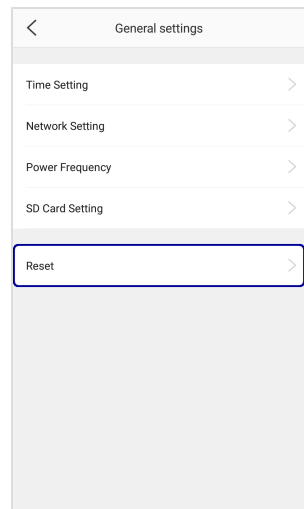 General settings
Time Setting
Network Setting
Power Frequency
SD Card Setting
Reset